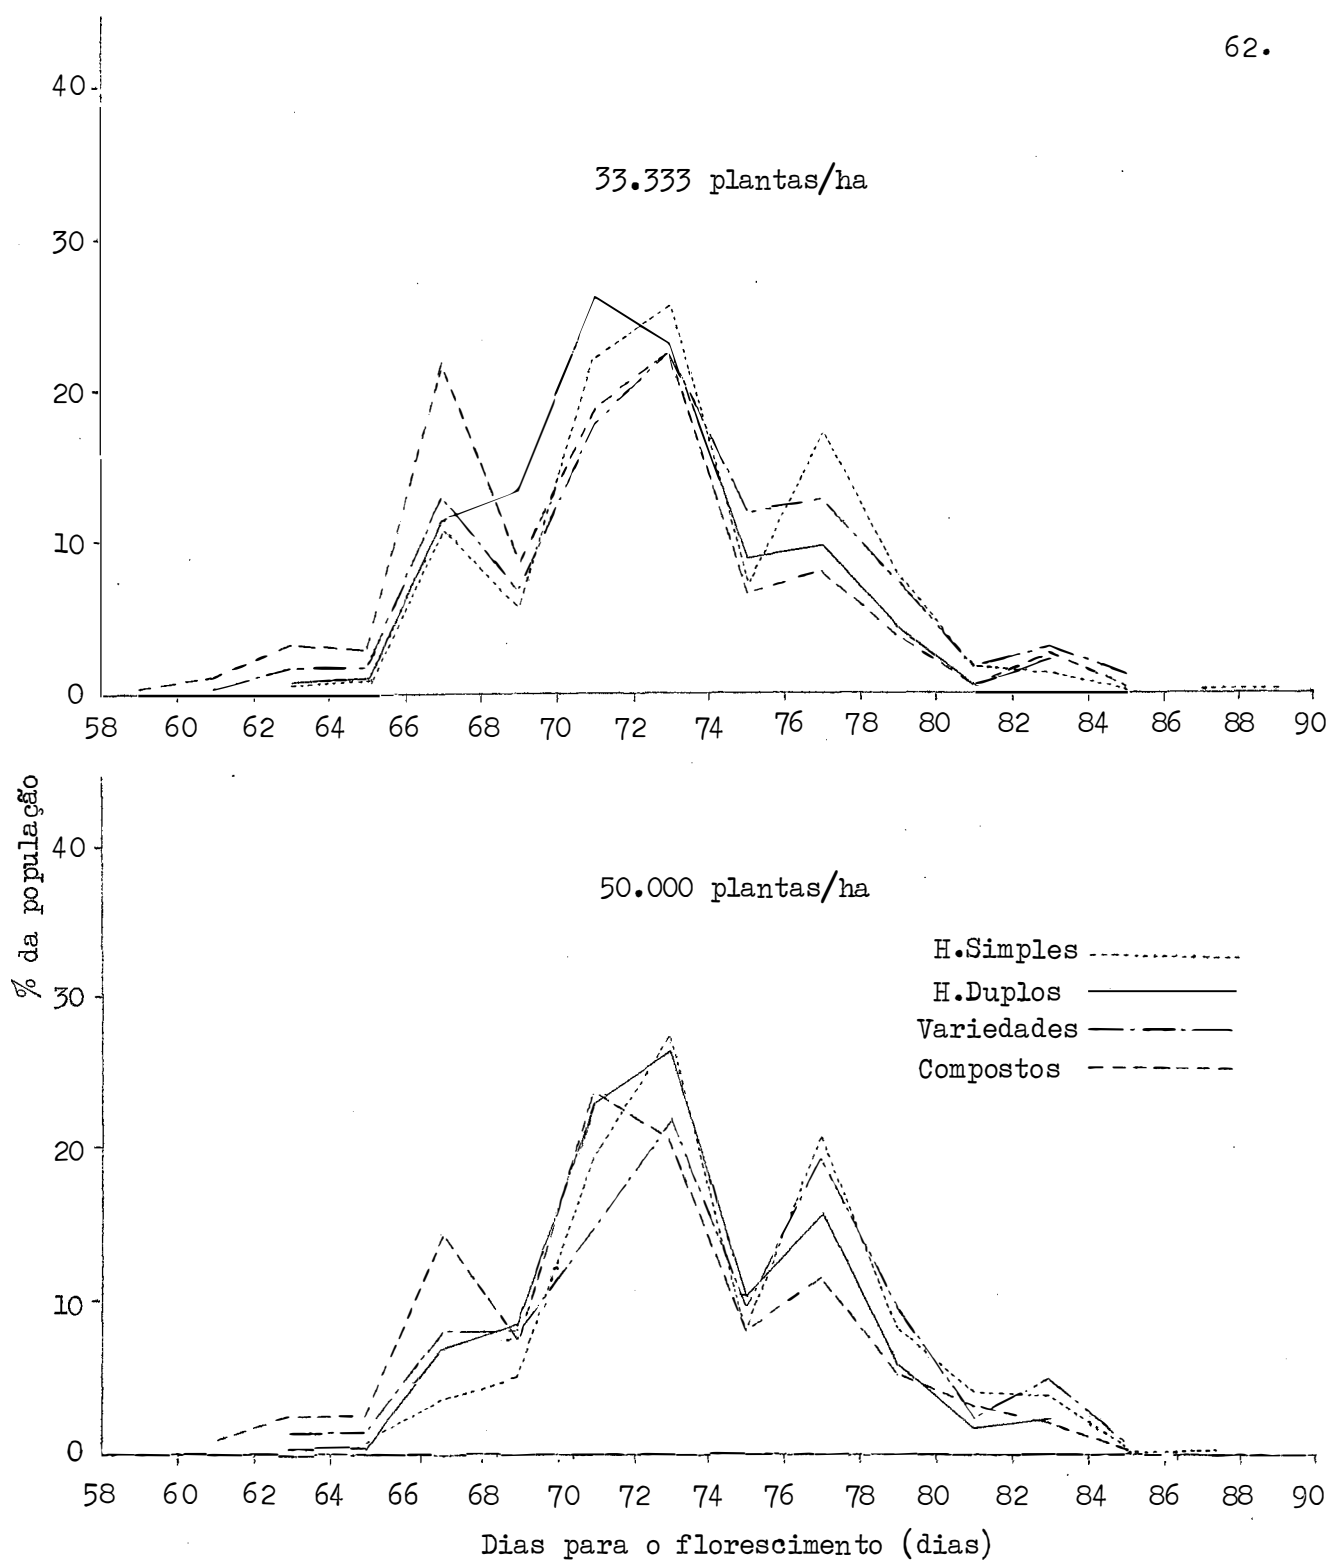 62.
40
33.333 plantas/ha
30
20
10
0
58 60 62 64 66 68 70 72 74 76 78 80 82 84 86 88 90
% da população
40
50.000 plantas/ha
H.Simples
30
H.Duplos
Variedades
Compostos
20
10
0
58 60 62 64 66 68 70 72 74 76 78 80 82 84 86 88 90
Dias para o florescimento (dias)